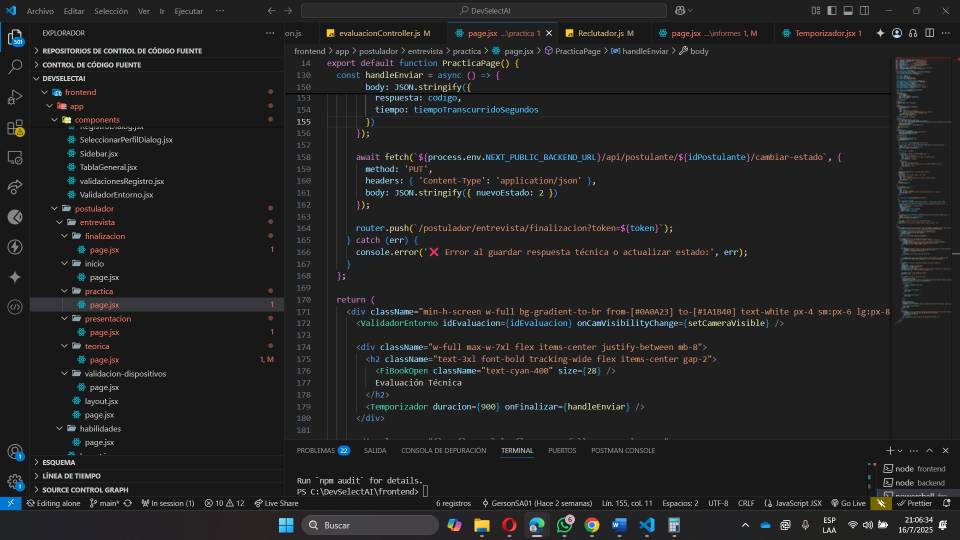 Archivo Editar Selección Ver Ir Ejecutar ··· DevSelectAI
EXPLORADOR ···
on.js evaluacionController.js M page.jsx ...\practica 1 Reclutador.js M page.jsx ...\informes 1, M Temporizador.jsx 1
frontend > app > postulador > entrevista > practica > page.jsx > PracticaPage > handleEnviar > body
REPOSITORIOS DE CONTROL DE CÓDIGO FUENTE
CONTROL DE CÓDIGO FUENTE
DEVSELECTAI
frontend
app
components
RegistroDialog.jsx
SeleccionarPerfilDialog.jsx
Sidebar.jsx
TablaGeneral.jsx
validacionesRegistro.jsx
ValidadorEntorno.jsx
postulador
entrevista
finalizacion
page.jsx 1
inicio
page.jsx
practica
page.jsx 1
presentacion
page.jsx 1
teorica
page.jsx 1, M
validacion-dispositivos
page.jsx
layout.jsx
page.jsx
habilidades
page.jsx
ESQUEMA
LÍNEA DE TIEMPO
SOURCE CONTROL GRAPH
14 export default function PracticaPage() {
130 const handleEnviar = async () => {
150 body: JSON.stringify({
153 respuesta: codigo,
154 tiempo: tiempoTranscurridoSegundos
155 })
156 });
157
158 await fetch(`${process.env.NEXT_PUBLIC_BACKEND_URL}/api/postulante/${idPostulante}/cambiar-estado`, {
159 method: 'PUT',
160 headers: { 'Content-Type': 'application/json' },
161 body: JSON.stringify({ nuevoEstado: 2 })
162 });
163
164 router.push(`/postulador/entrevista/finalizacion?token=${token}`);
165 } catch (err) {
166 console.error('❌ Error al guardar respuesta técnica o actualizar estado:', err);
167 }
168 };
169
170 return (
171 <div className="min-h-screen w-full bg-gradient-to-br from-[#0A0A23] to-[#1A1B40] text-white px-4 sm:px-6 lg:px-8
172 <ValidadorEntorno idEvaluacion={idEvaluacion} onCamVisibilityChange={setCameraVisible} />
173
174 <div className="w-full max-w-7xl flex items-center justify-between mb-8">
175 <h2 className="text-3xl font-bold tracking-wide flex items-center gap-2">
176 <FiBookOpen className="text-cyan-400" size={28} />
177 Evaluación Técnica
178 </h2>
179 <Temporizador duracion={900} onFinalizar={handleEnviar} />
180 </div>
181
PROBLEMAS 22 SALIDA CONSOLA DE DEPURACIÓN TERMINAL PUERTOS POSTMAN CONSOLE
Run `npm audit` for details.
PS C:\DevSelectAI\frontend>
node frontend
node backend
Editing alone main* In session (1) 10 12 Live Share 6 registros GersonSA01 (Hace 2 semanas) Lín. 155, col. 11 Espacios: 2 UTF-8 CRLF JavaScript JSX Go Live Prettier
Buscar
ESP
LAA
21:06:34
16/7/2025